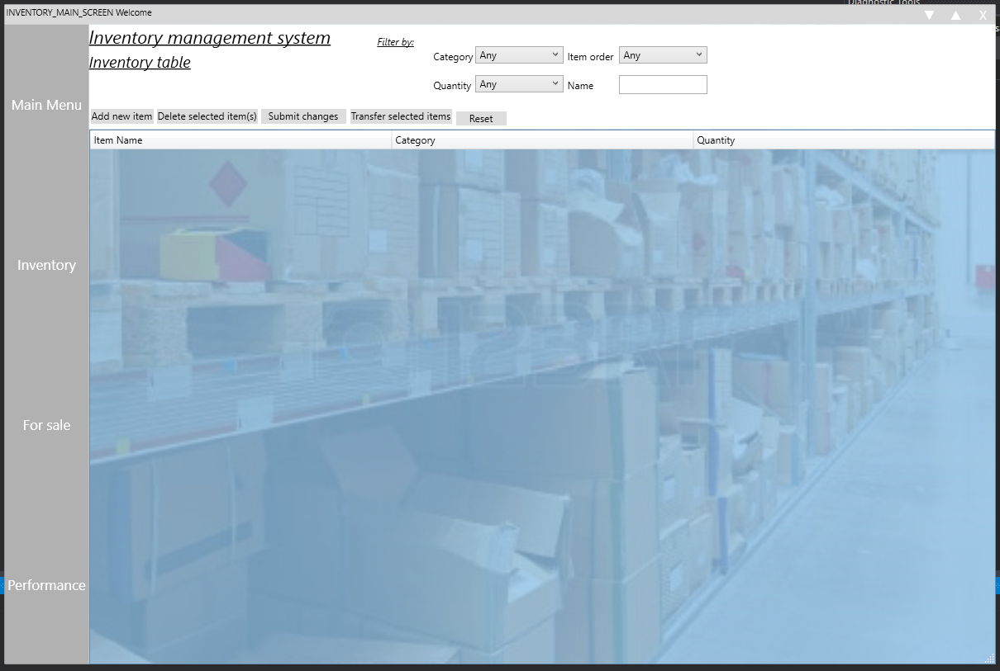 Diagnostic Tools
INVENTORY_MAIN_SCREEN Welcome
X
Inventory management system
Filter by:
Category Any Item order Any
Inventory table
Quantity Any Name
Main Menu
Add new item Delete selected item(s) Submit changes Transfer selected items Reset
Item Name Category Quantity
Inventory
For sale
Performance